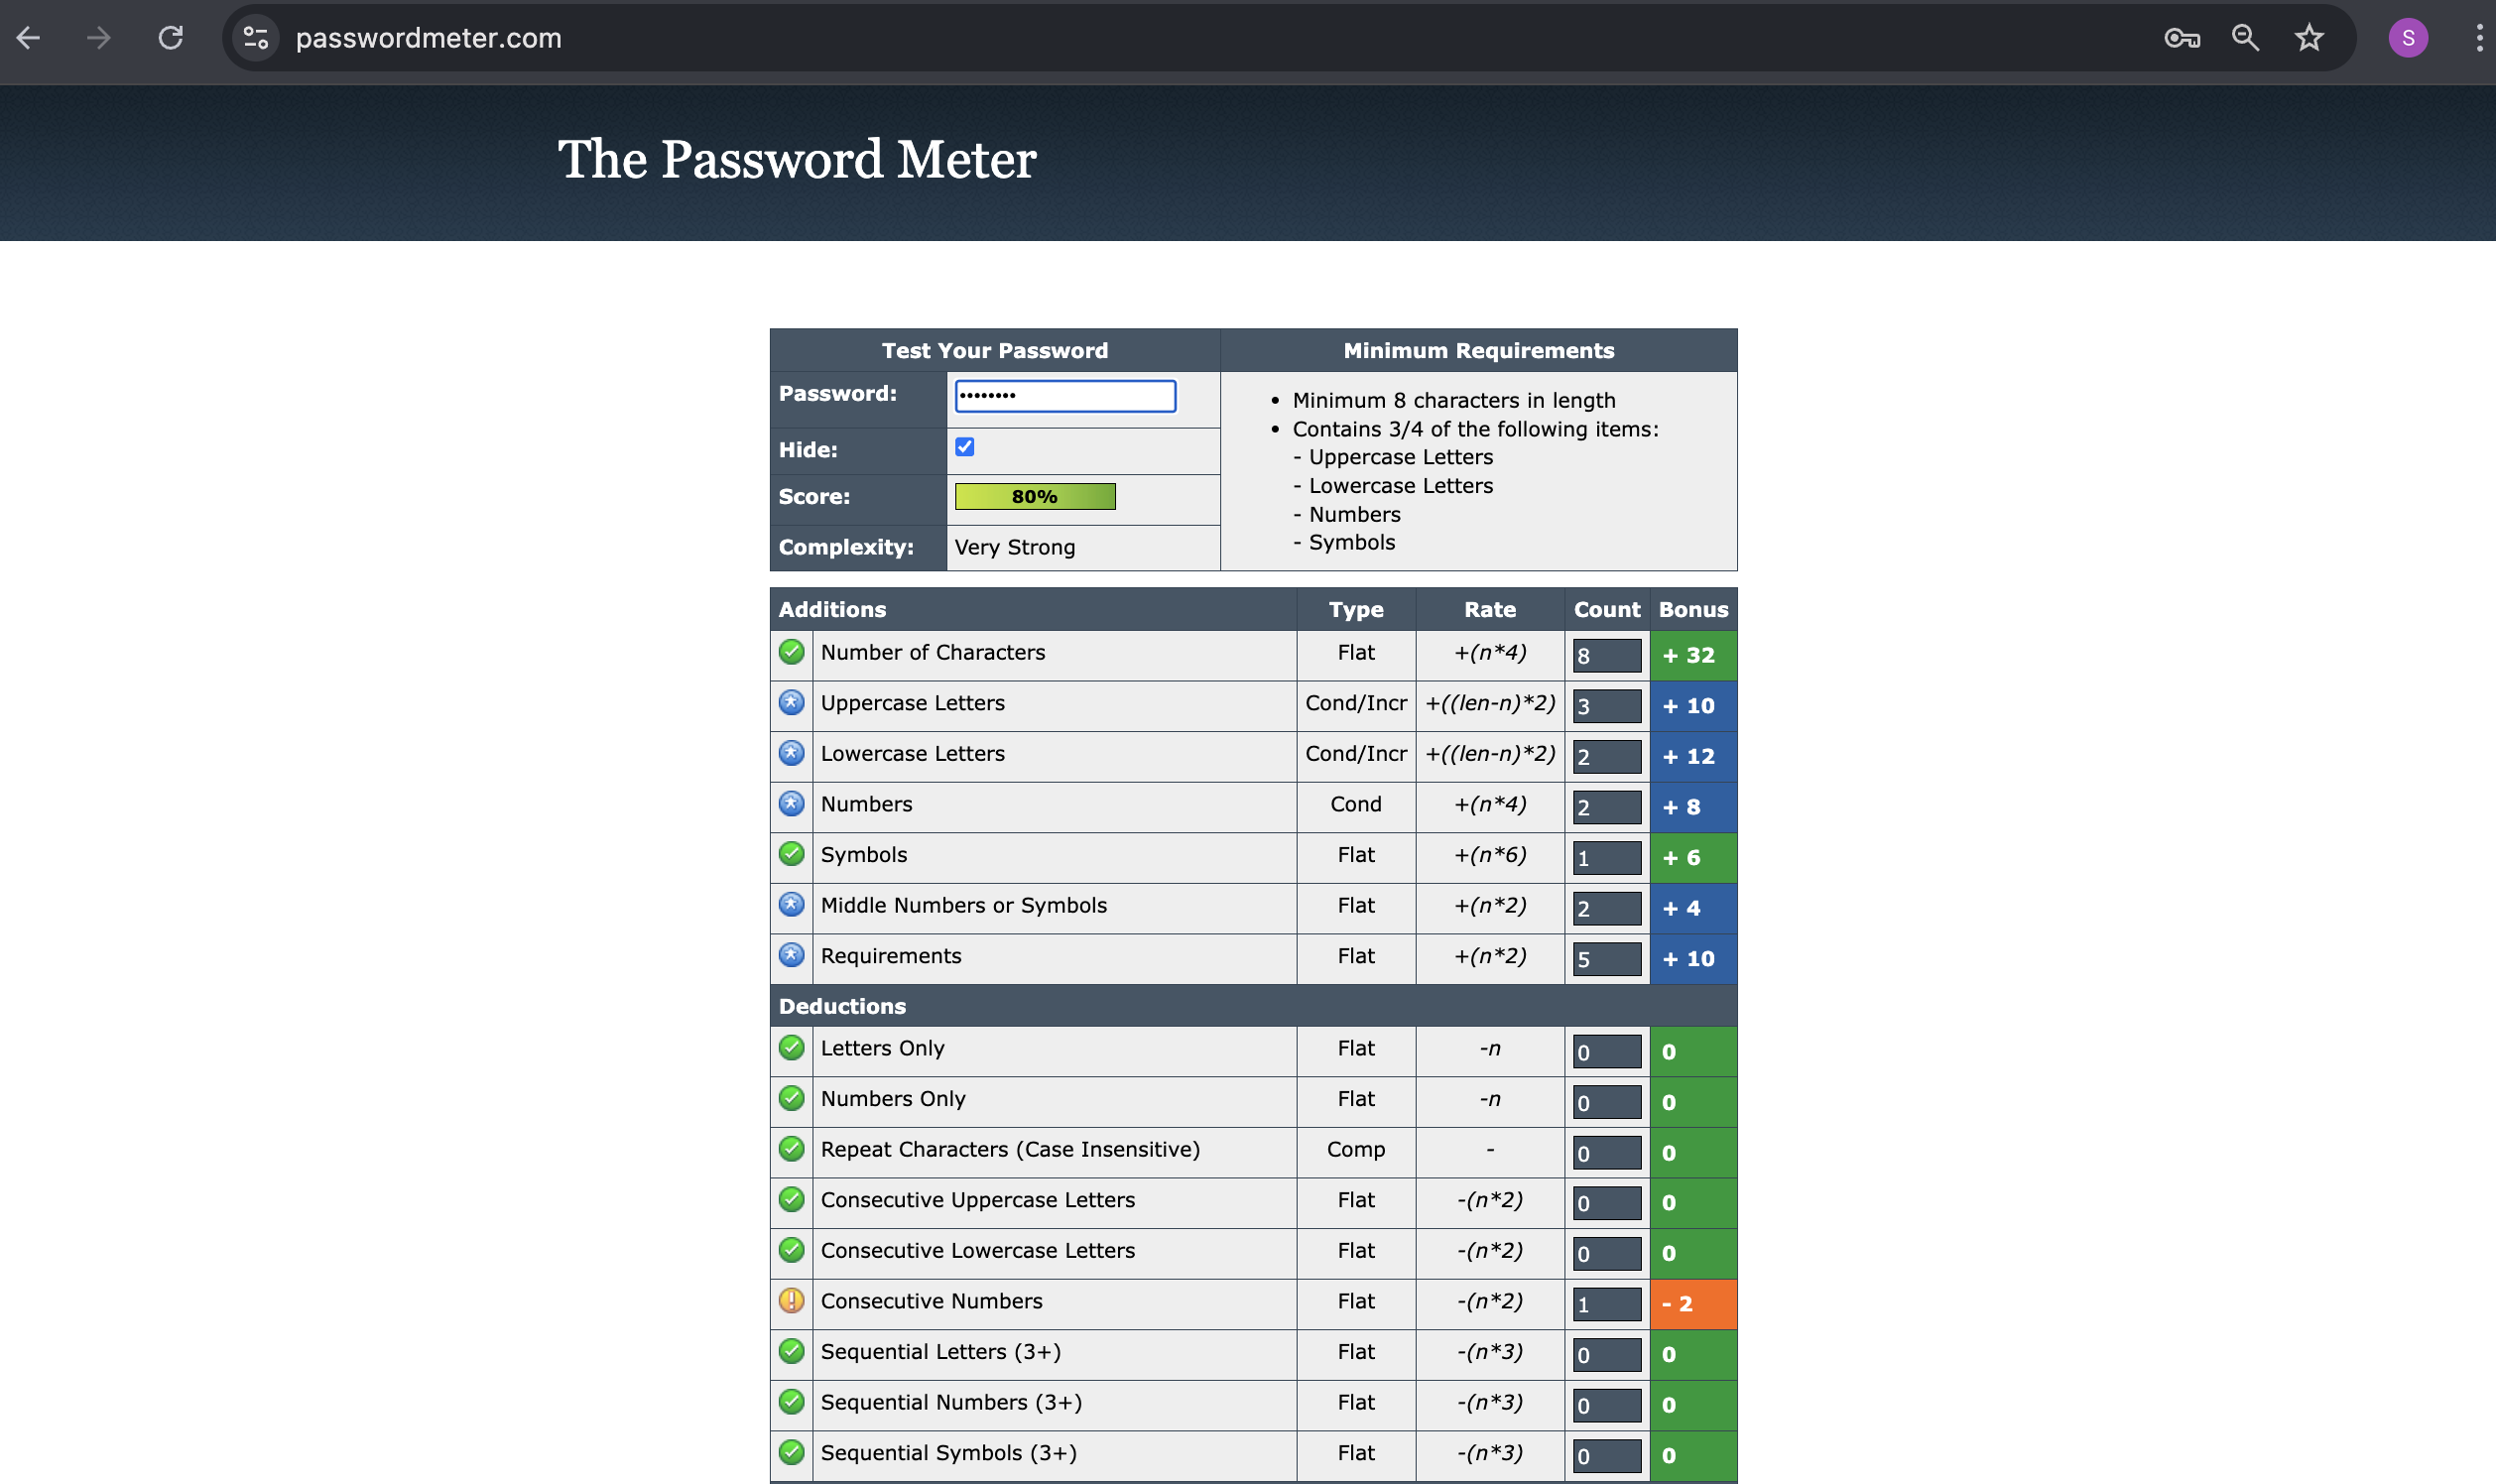 passwordmeter.com
S
The Password Meter
Test Your Password Minimum Requirements
Password: ••••••••
Hide:
Score: 80%
Complexity: Very Strong
• Minimum 8 characters in length
• Contains 3/4 of the following items:
- Uppercase Letters
- Lowercase Letters
- Numbers
- Symbols
Additions Type Rate Count Bonus
Number of Characters Flat +(n*4) 8 + 32
Uppercase Letters Cond/Incr +((len-n)*2) 3 + 10
Lowercase Letters Cond/Incr +((len-n)*2) 2 + 12
Numbers Cond +(n*4) 2 + 8
Symbols Flat +(n*6) 1 + 6
Middle Numbers or Symbols Flat +(n*2) 2 + 4
Requirements Flat +(n*2) 5 + 10
Deductions
Letters Only Flat -n 0 0
Numbers Only Flat -n 0 0
Repeat Characters (Case Insensitive) Comp - 0 0
Consecutive Uppercase Letters Flat -(n*2) 0 0
Consecutive Lowercase Letters Flat -(n*2) 0 0
Consecutive Numbers Flat -(n*2) 1 - 2
Sequential Letters (3+) Flat -(n*3) 0 0
Sequential Numbers (3+) Flat -(n*3) 0 0
Sequential Symbols (3+) Flat -(n*3) 0 0